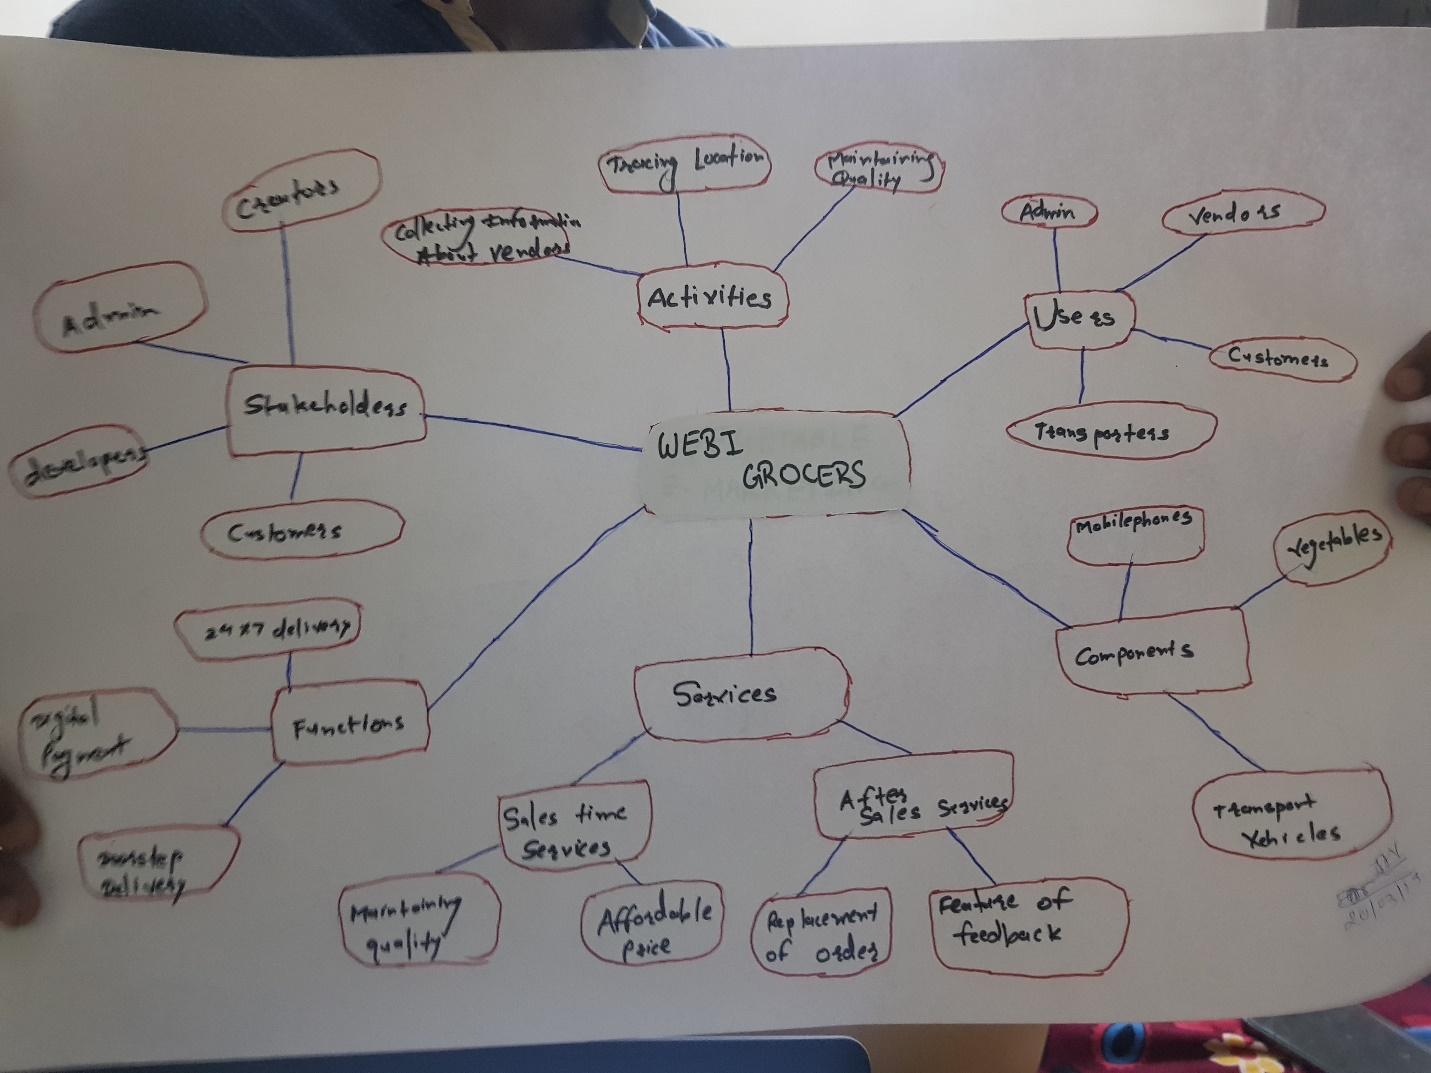 Creators
Tracing Location
Maintaining
Quality
Collecting Information
About vendors
Admin
Vendors
Admin
Activities
Users
Stakeholders
Customers
developers
Transporters
WEBI
GROCERS
Customers
Mobilephones
Vegetables
24x7 delivery
Components
Services
Digital
Payment
Functions
After
Sales Services
Sales time
Services
Transport
Vehicles
Doorstep
Delivery
Maintaining
quality
Affordable
Price
Replacement
of order
Feature of
feedback